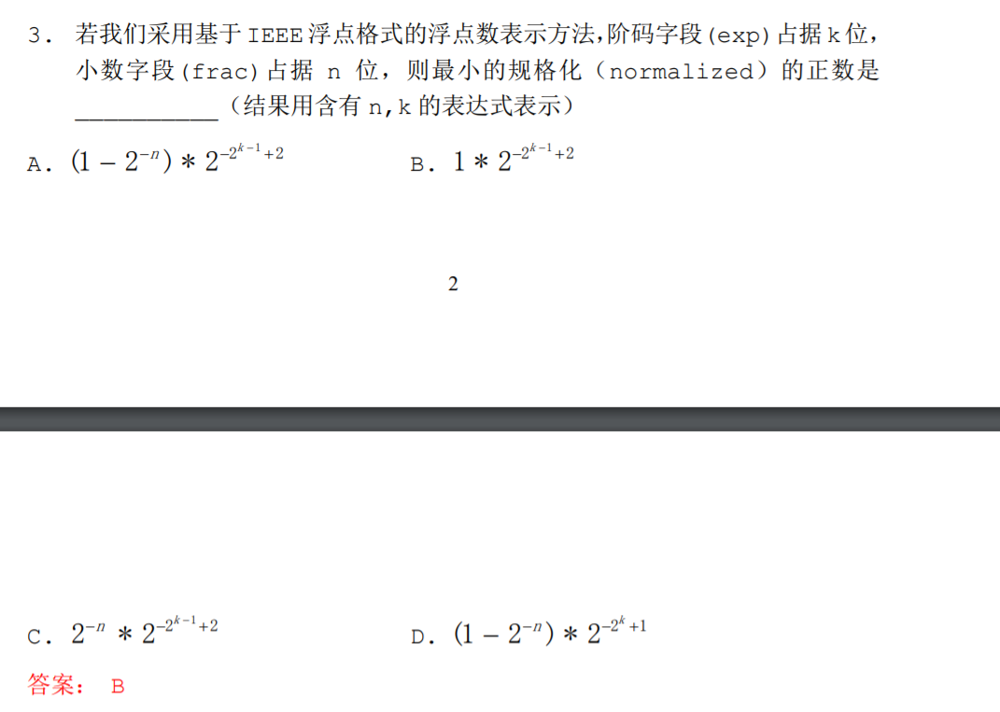 3. 若我们采用基于 IEEE 浮点格式的浮点数表示方法,阶码字段(exp)占据 k 位,
小数字段(frac)占据 n 位，则最小的规格化（normalized）的正数是
__________（结果用含有 n,k 的表达式表示）
A. (1 − 2^{−n}) ∗ 2^{−2^{k−1}+2} B. 1 ∗ 2^{−2^{k−1}+2}
2
C. 2^{−n} ∗ 2^{−2^{k−1}+2} D. (1 − 2^{−n}) ∗ 2^{−2^{k}+1}
答案： B